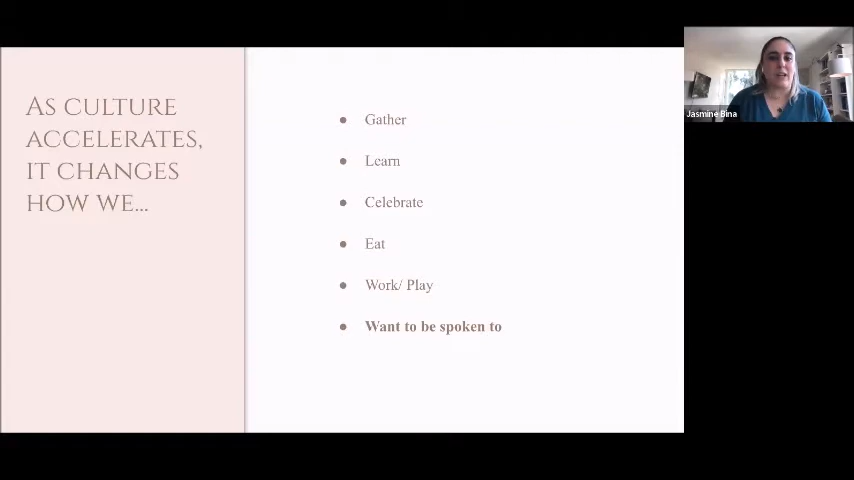 As culture
accelerates,
it changes
how we...
● Gather
● Learn
● Celebrate
● Eat
● Work/ Play
● Want to be spoken to
Jasmine Bina